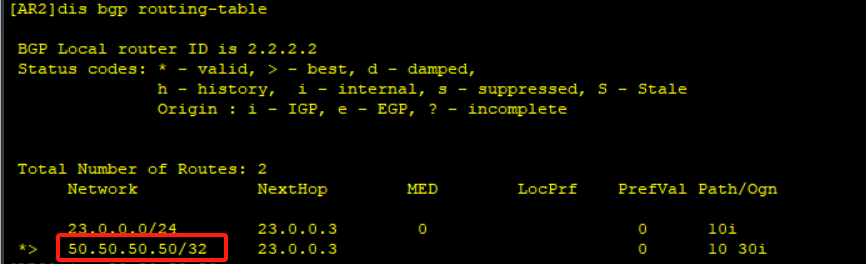 [AR2]dis bgp routing-table
BGP Local router ID is 2.2.2.2
Status codes: * - valid, > - best, d - damped,
h - history, i - internal, s - suppressed, S - Stale
Origin : i - IGP, e - EGP, ? - incomplete
Total Number of Routes: 2
Network NextHop MED LocPrf PrefVal Path/Ogn
23.0.0.0/24 23.0.0.3 0 0 10i
*> 50.50.50.50/32 23.0.0.3 0 10 30i